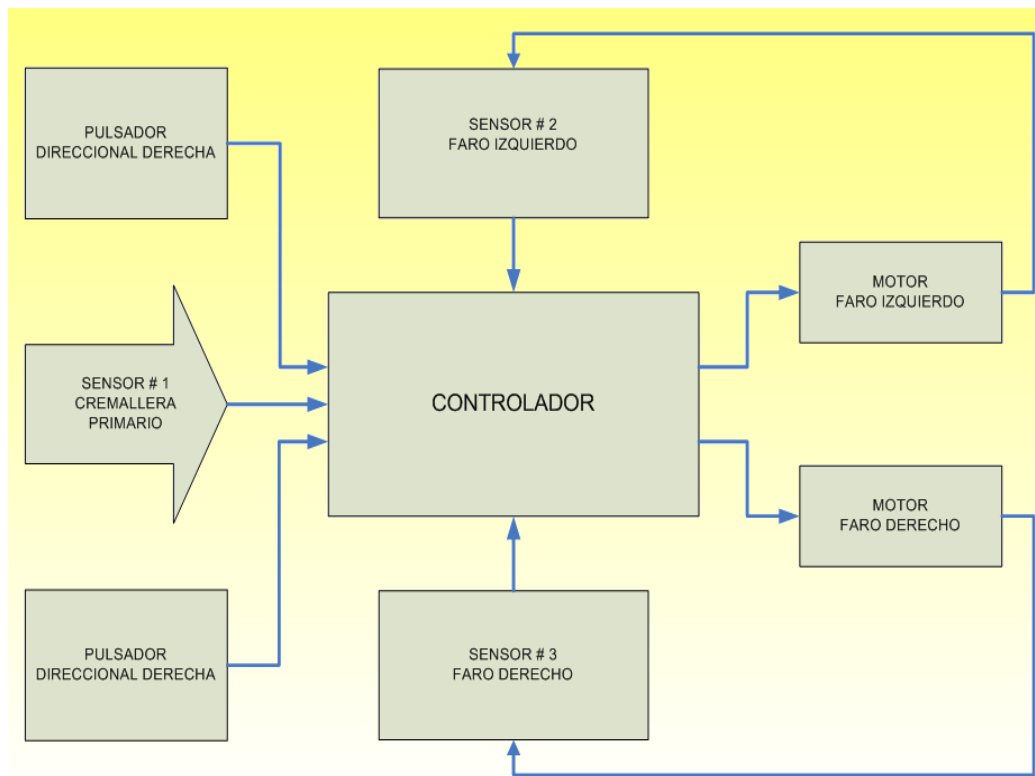 PULSADOR
DIRECCIONAL DERECHA
SENSOR # 2
FARO IZQUIERDO
MOTOR
FARO IZQUIERDO
SENSOR # 1
CREMALLERA
PRIMARIO
CONTROLADOR
MOTOR
FARO DERECHO
PULSADOR
DIRECCIONAL DERECHA
SENSOR # 3
FARO DERECHO